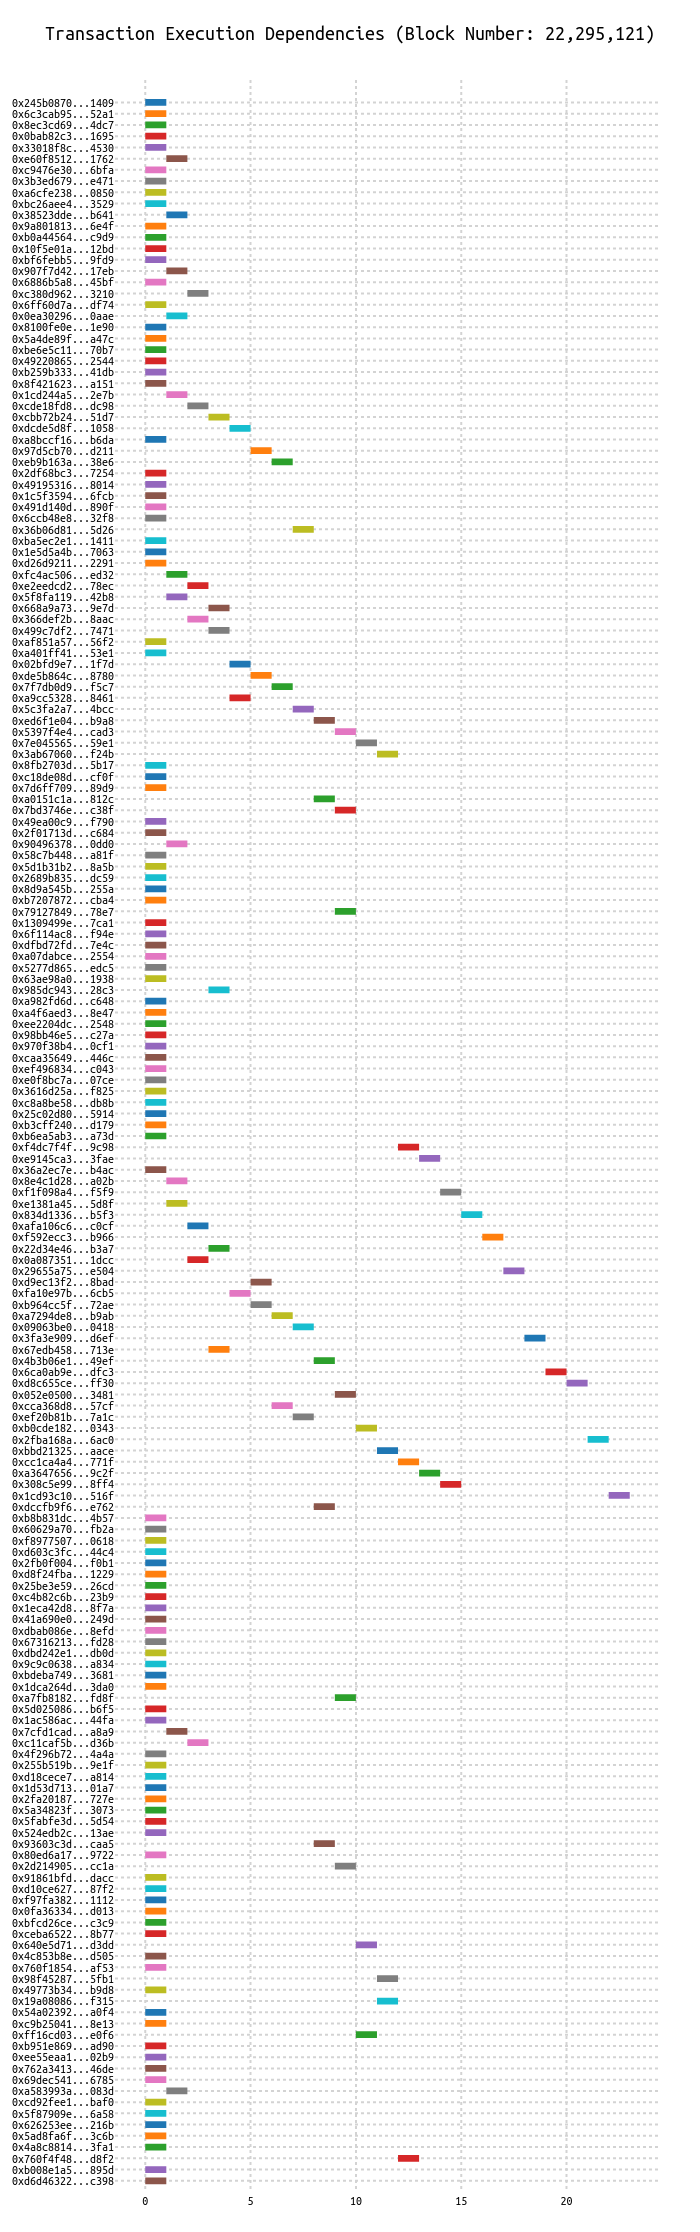 Transaction Execution Dependencies (Block Number: 22,295,121)
0x245b0870...1409
0x6c3cab95...52a1
0x8ec3cd69...4dc7
0x0bab82c3...1695
0x33018f8c...4530
0xe60f8512...1762
0xc9476e30...6bfa
0x3b3ed679...e471
0xa6cfe238...0850
0xbc26aee4...3529
0x38523dde...b641
0x9a801813...6e4f
0xb0a44564...c9d9
0x10f5e01a...12bd
0xbf6febb5...9fd9
0x907f7d42...17eb
0x6886b5a8...45bf
0xc380d962...3210
0x6ff60d7a...df74
0x0ea30296...0aae
0x8100fe0e...1e90
0x5a4de89f...a47c
0xbe6e5c11...70b7
0x49220865...2544
0xb259b333...41db
0x8f421623...a151
0x1cd244a5...2e7b
0xcde18fd8...dc98
0xcbb72b24...51d7
0xdcde5d8f...1058
0xa8bccf16...b6da
0x97d5cb70...d211
0xeb9b163a...38e6
0x2df68bc3...7254
0x49195316...8014
0x1c5f3594...6fcb
0x491d140d...890f
0x6ccb48e8...32f8
0x36b06d81...5d26
0xba5ec2e1...1411
0x1e5d5a4b...7063
0xd26d9211...2291
0xfc4ac506...ed32
0xe2eedcd2...78ec
0x5f8fa119...42b8
0x668a9a73...9e7d
0x366def2b...8aac
0x499c7df2...7471
0xaf851a57...56f2
0xa401ff41...53e1
0x02bfd9e7...1f7d
0xde5b864c...8780
0x7f7db0d9...f5c7
0xa9cc5328...8461
0x5c3fa2a7...4bcc
0xed6f1e04...b9a8
0x5397f4e4...cad3
0x7e045565...59e1
0x3ab67060...f24b
0x8fb2703d...5b17
0xc18de08d...cf0f
0x7d6ff709...89d9
0xa0151c1a...812c
0x7bd3746e...c38f
0x49ea00c9...f790
0x2f01713d...c684
0x90496378...0dd0
0x58c7b448...a81f
0x5d1b31b2...8a5b
0x2689b835...dc59
0x8d9a545b...255a
0xb7207872...cba4
0x79127849...78e7
0x1309499e...7ca1
0x6f114ac8...f94e
0xdfbd72fd...7e4c
0xa07dabce...2554
0x5277d865...edc5
0x63ae98a0...1938
0x985dc943...28c3
0xa982fd6d...c648
0xa4f6aed3...8e47
0xee2204dc...2548
0x98bb46e5...c27a
0x970f38b4...0cf1
0xcaa35649...446c
0xef496834...c043
0xe0f8bc7a...07ce
0x3616d25a...f825
0xc8a8be58...db8b
0x25c02d80...5914
0xb3cff240...d179
0xb6ea5ab3...a73d
0xf4dc7f4f...9c98
0xe9145ca3...3fae
0x36a2ec7e...b4ac
0x8e4c1d28...a02b
0xf1f098a4...f5f9
0xe1381a45...5d8f
0x834d1336...b5f3
0xafa106c6...c0cf
0xf592ecc3...b966
0x22d34e46...b3a7
0x0a087351...1dcc
0x29655a75...e504
0xd9ec13f2...8bad
0xfa10e97b...6cb5
0xb964cc5f...72ae
0xa7294de8...b9ab
0x09063be0...0418
0x3fa3e909...d6ef
0x67edb458...713e
0x4b3b06e1...49ef
0x6ca0ab9e...dfc3
0xd8c655ce...ff30
0x052e0500...3481
0xcca368d8...57cf
0xef20b81b...7a1c
0xb0cde182...0343
0x2fba168a...6ac0
0xbbd21325...aace
0xcc1ca4a4...771f
0xa3647656...9c2f
0x308c5e99...8ff4
0x1cd93c10...516f
0xdccfb9f6...e762
0xb8b831dc...4b57
0x60629a70...fb2a
0xf8977507...0618
0xd603c3fc...44c4
0x2fb0f004...f0b1
0xd8f24fba...1229
0x25be3e59...26cd
0xc4b82c6b...23b9
0x1eca42d8...8f7a
0x41a690e0...249d
0xdbab086e...8efd
0x67316213...fd28
0xdbd242e1...db0d
0x9c9c0638...a834
0xbdeba749...3681
0x1dca264d...3da0
0xa7fb8182...fd8f
0x5d025086...b6f5
0x1ac586ac...44fa
0x7cfd1cad...a8a9
0xc11caf5b...d36b
0x4f296b72...4a4a
0x255b519b...9e1f
0xd18cece7...a814
0x1d53d713...01a7
0x2fa20187...727e
0x5a34823f...3073
0x5fabfe3d...5d54
0x524edb2c...13ae
0x93603c3d...caa5
0x80ed6a17...9722
0x2d214905...cc1a
0x91861bfd...dacc
0xd10ce627...87f2
0xf97fa382...1112
0x0fa36334...d013
0xbfcd26ce...c3c9
0xceba6522...8b77
0x640e5d71...d3dd
0x4c853b8e...d505
0x760f1854...af53
0x98f45287...5fb1
0x49773b34...b9d8
0x19a08086...f315
0x54a02392...a0f4
0xc9b25041...8e13
0xff16cd03...e0f6
0xb951e869...ad90
0xee55eaa1...02b9
0x762a3413...46de
0x69dec541...6785
0xa583993a...083d
0xcd92fee1...baf0
0x5f87909e...6a58
0x626253ee...216b
0x5ad8fa6f...3c6b
0x4a8c8814...3fa1
0x760f4f48...d8f2
0xb008e1a5...895d
0xd6d46322...c398
0 5 10 15 20